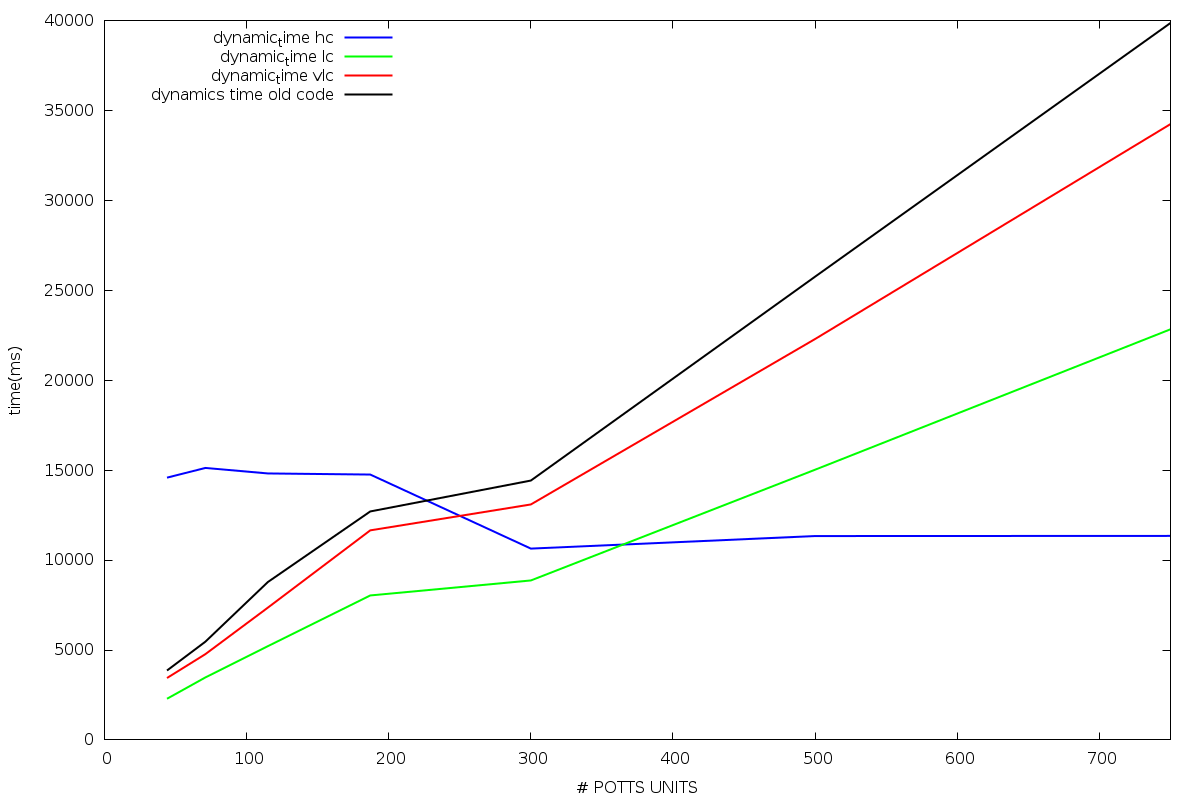 40000
35000
30000
25000
20000
15000
10000
5000
0
dynamic_time hc
dynamic_time lc
dynamic_time vlc
dynamics time old code
time(ms)
0 100 200 300 400 500 600 700
# POTTS UNITS